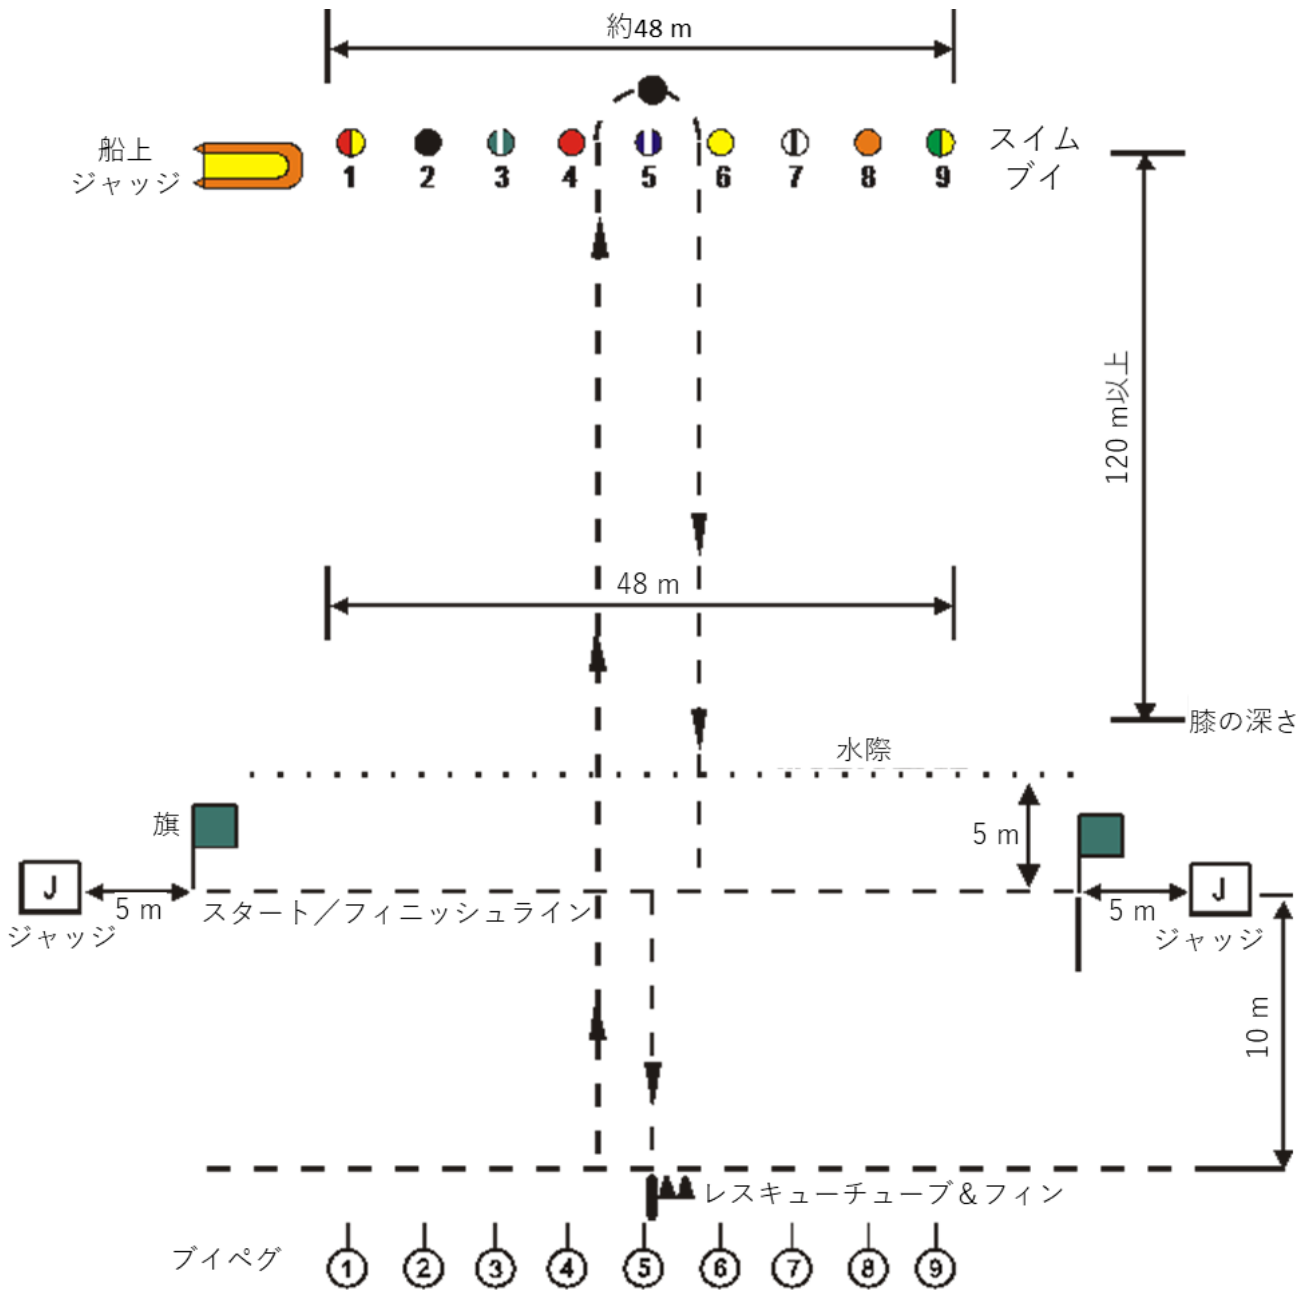 約48 m
船上
ジャッジ
スイム
ブイ
1 2 3 4 5 6 7 8 9
120 m以上
48 m
膝の深さ
水際
旗
5 m
J
5 m
ジャッジ
スタート／フィニッシュライン
J
5 m
ジャッジ
10 m
レスキューチューブ＆フィン
ブイペグ
1 2 3 4 5 6 7 8 9